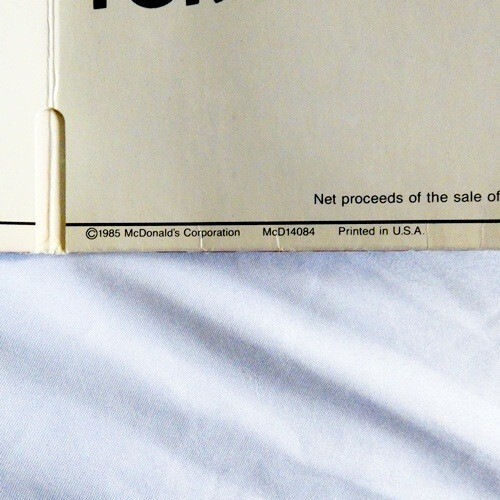 Net proceeds of the sale of
©1985 McDonald's Corporation McD14084 Printed in U.S.A.